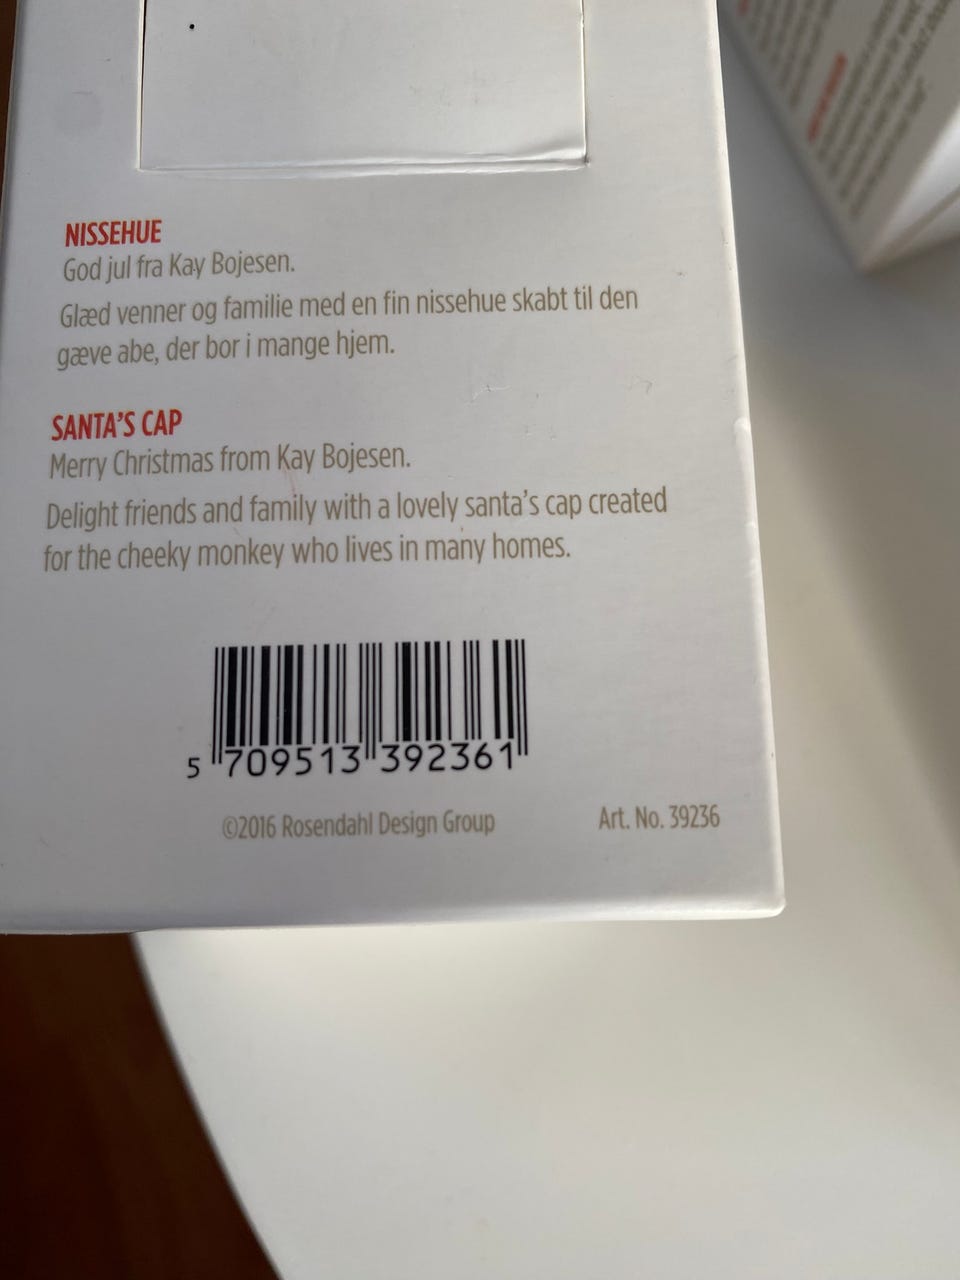 NISSEHUE
God jul fra Kay Bojesen.
Glæd venner og familie med en fin nissehue skabt til den
gæve abe, der bor i mange hjem.
SANTA'S CAP
Merry Christmas from Kay Bojesen.
Delight friends and family with a lovely santa's cap created
for the cheeky monkey who lives in many homes.
5 709513 392361
©2016 Rosendahl Design Group
Art. No. 39236